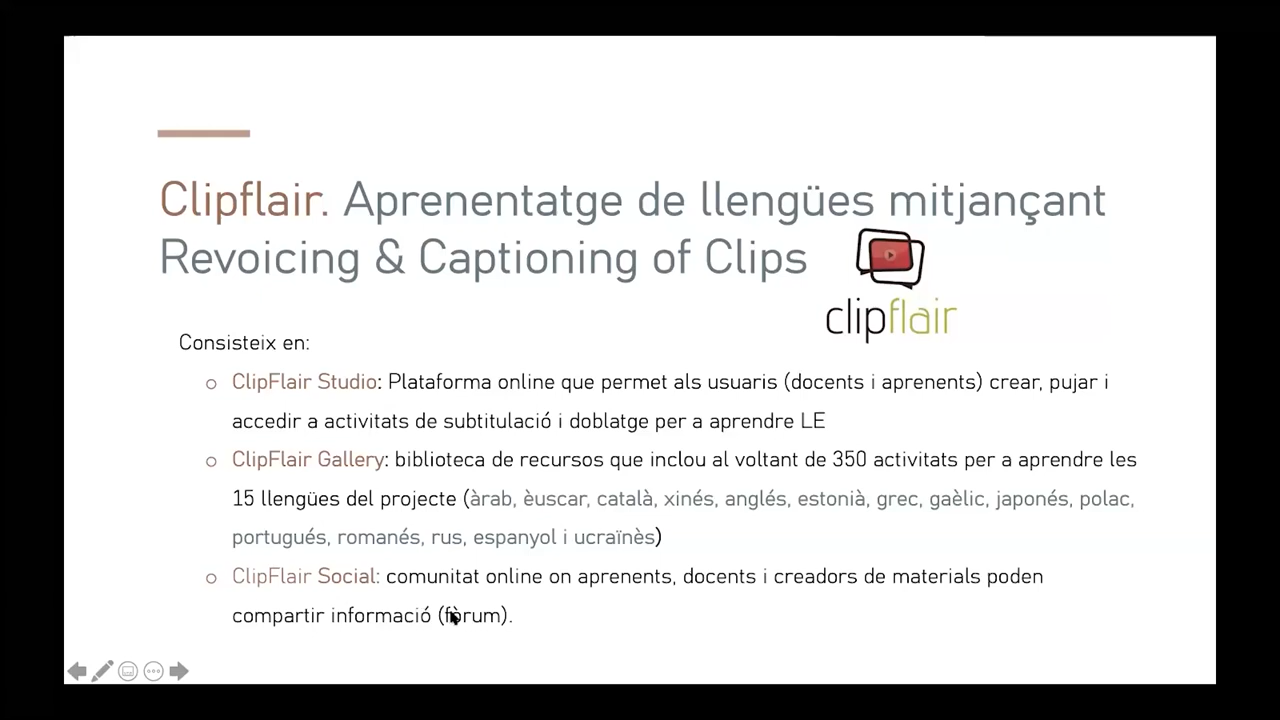 Clipflair. Aprenentatge de llengües mitjançant
Revoicing & Captioning of Clips
clipflair
Consisteix en:
ClipFlair Studio: Plataforma online que permet als usuaris (docents i aprenents) crear, pujar i
accedir a activitats de subtitulació i doblatge per a aprendre LE
ClipFlair Gallery: biblioteca de recursos que inclou al voltant de 350 activitats per a aprendre les
15 llengües del projecte (àrab, èuscar, català, xinés, anglés, estonià, grec, gaèlic, japonés, polac,
portugués, romanés, rus, espanyol i ucraïnès)
ClipFlair Social: comunitat online on aprenents, docents i creadors de materials poden
compartir informació (fòrum).